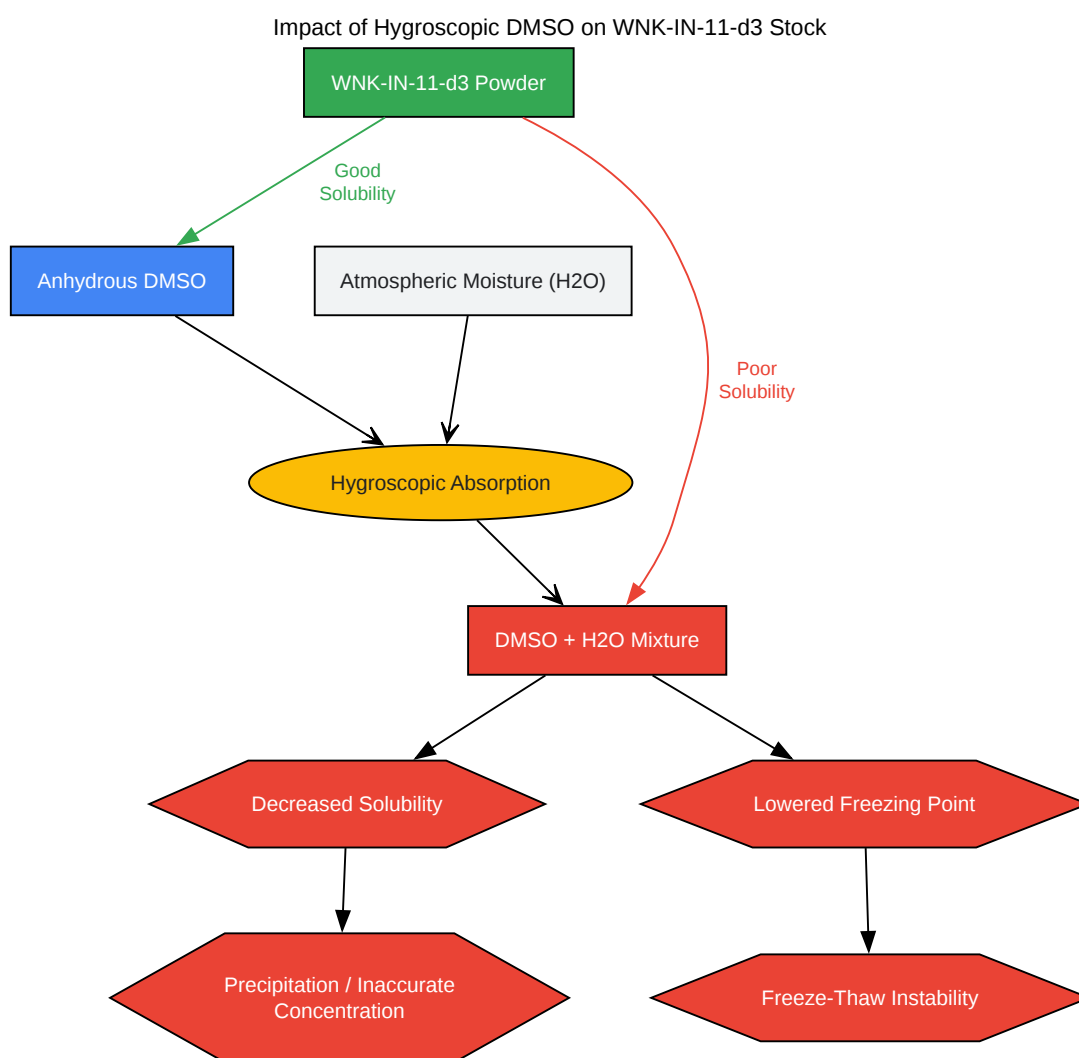 Impact of Hygroscopic DMSO on WNK-IN-11-d3 Stock
WNK-IN-11-d3 Powder
Good
Solubility
Anhydrous DMSO
Atmospheric Moisture (H2O)
Poor
Solubility
Hygroscopic Absorption
DMSO + H2O Mixture
Decreased Solubility
Lowered Freezing Point
Precipitation / Inaccurate
Concentration
Freeze-Thaw Instability